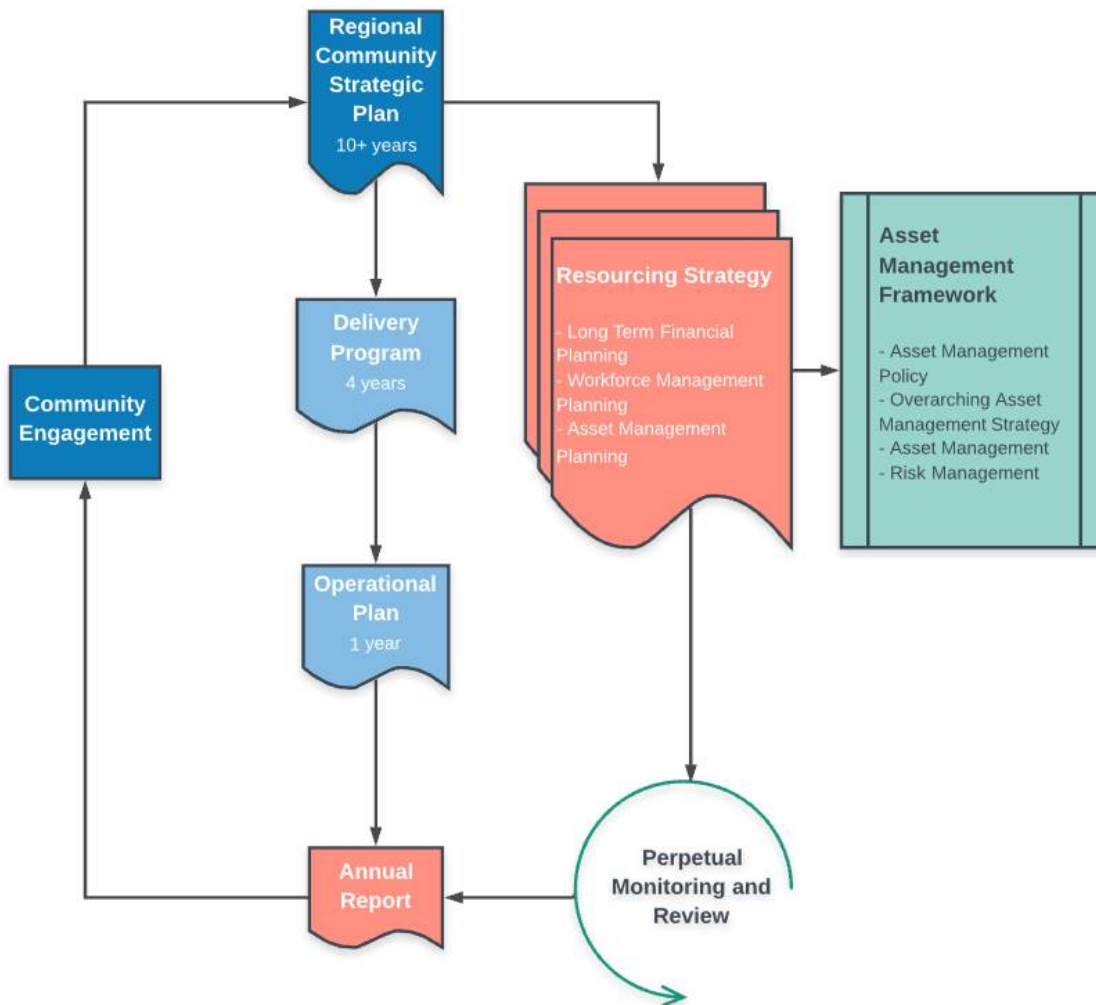 Regional
Community
Strategic
Plan
10+ years
Resourcing Strategy
- Long Term Financial
Planning
- Workforce Management
Planning
- Asset Management
Planning
Asset
Management
Framework
- Asset Management
Policy
- Overarching Asset
Management Strategy
- Asset Management
- Risk Management
Delivery
Program
4 years
Community
Engagement
Operational
Plan
1 year
Annual
Report
Perpetual
Monitoring and
Review